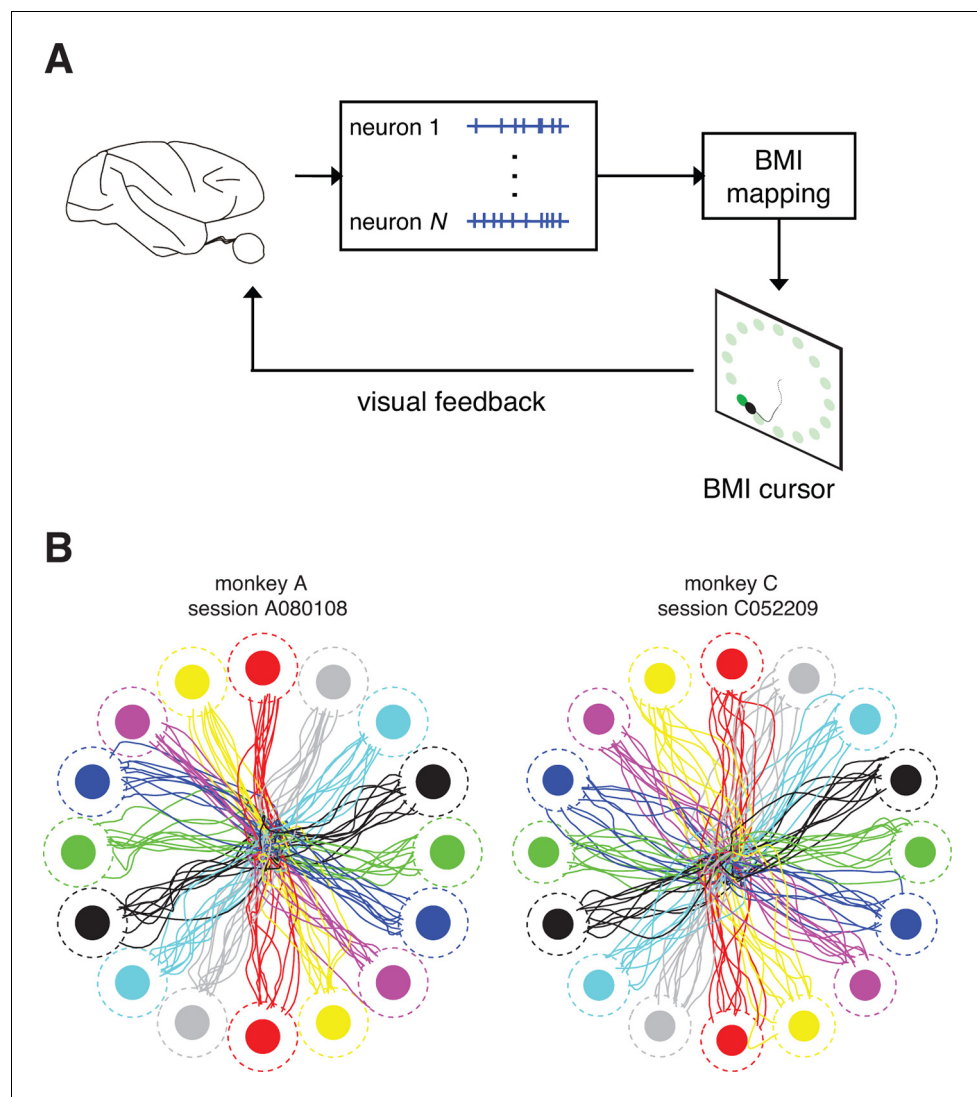 A
neuron 1
neuron N
BMI
mapping
visual feedback
BMI cursor
B
monkey A
session A080108
monkey C
session C052209